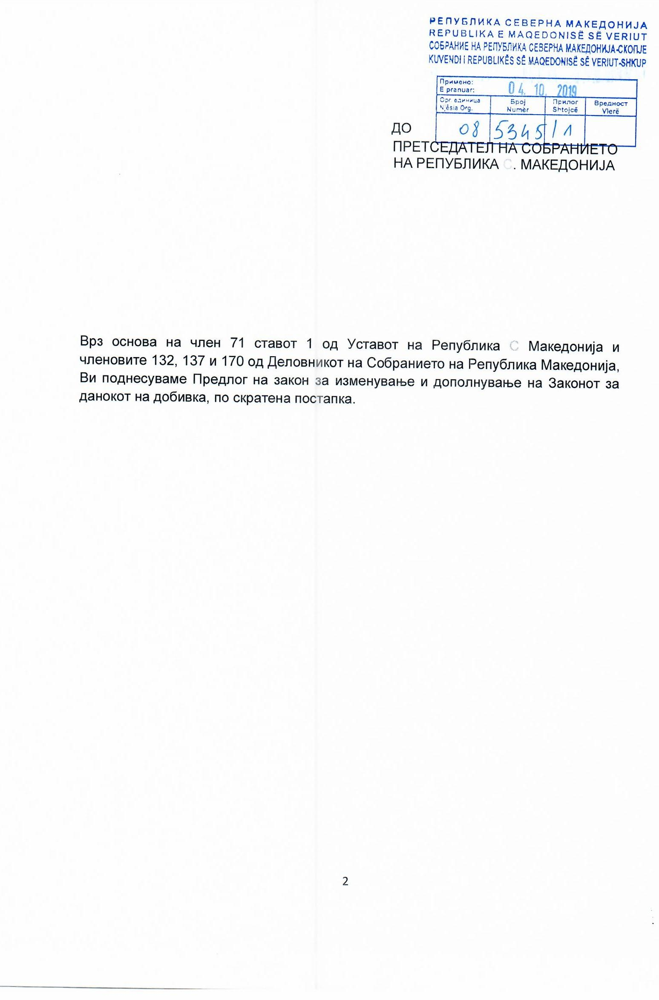 РЕПУБЛИКА СЕВЕРНА МАКЕДОНИЈА
REPUBLIKA E MAQEDONISË SË VERIUT
СОБРАНИЕ НА РЕПУБЛИКА СЕВЕРНА МАКЕДОНИЈА-СКОПЈЕ
KUVENDI I REPUBLIKËS SË MAQEDONISË SË VERIUT-SHKUP
Примено:
E pranuar:
04. 10. 2019
Орг. единица Број Прилог Вредност
Njësia Org. Numër Shtojcë Vlerë
08 5345/1
ДО
ПРЕТСЕДАТЕЛ НА СОБРАНИЕТО
НА РЕПУБЛИКА С. МАКЕДОНИЈА
Врз основа на член 71 ставот 1 од Уставот на Република С Македонија и
членовите 132, 137 и 170 од Деловникот на Собранието на Република Македонија,
Ви поднесуваме Предлог на закон за изменување и дополнување на Законот за
данокот на добивка, по скратена постапка.
2